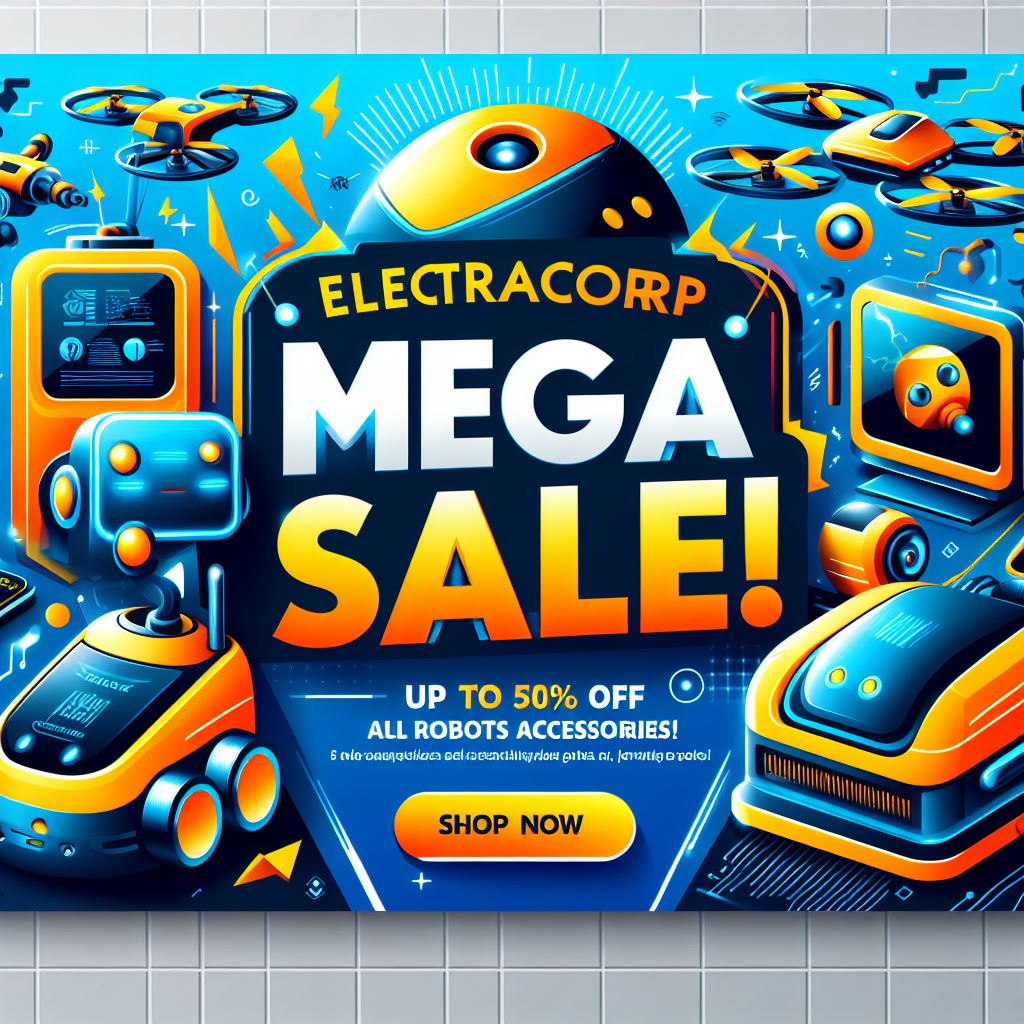 ELECTRACORP
MEGA
SALE!
UP TO 50% OFF
ALL ROBOTS ACCESSORIES!
SHOP NOW